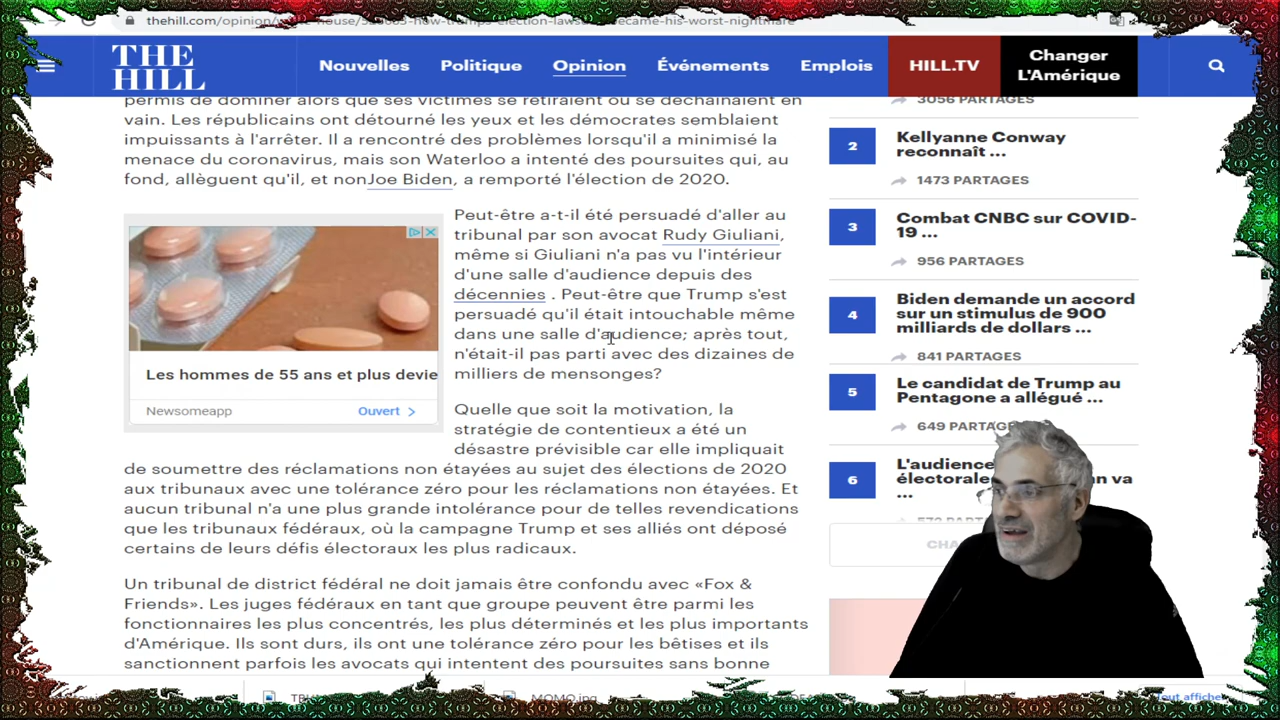 THE
HILL
Nouvelles
Politique
Opinion
Événements
Emplois
HILL.TV
Changer
L'Amérique
permis de dominer alors que ses victimes se retiraient ou se déchaînaient en
vain. Les républicains ont détourné les yeux et les démocrates semblaient
impuissants à l'arrêter. Il a rencontré des problèmes lorsqu'il a minimisé la
menace du coronavirus, mais son Waterloo a intenté des poursuites qui, au
fond, allèguent qu'il, et nonJoe Biden, a remporté l'élection de 2020.
Peut-être a-t-il été persuadé d'aller au
tribunal par son avocat Rudy Giuliani,
même si Giuliani n'a pas vu l'intérieur
d'une salle d'audience depuis des
décennies . Peut-être que Trump s'est
persuadé qu'il était intouchable même
dans une salle d'audience; après tout,
n'était-il pas parti avec des dizaines de
milliers de mensonges?
Les hommes de 55 ans et plus devie
Newsomeapp
Ouvert
Quelle que soit la motivation, la
stratégie de contentieux a été un
désastre prévisible car elle impliquait
de soumettre des réclamations non étayées au sujet des élections de 2020
aux tribunaux avec une tolérance zéro pour les réclamations non étayées. Et
aucun tribunal n'a une plus grande intolérance pour de telles revendications
que les tribunaux fédéraux, où la campagne Trump et ses alliés ont déposé
certains de leurs défis électoraux les plus radicaux.
Un tribunal de district fédéral ne doit jamais être confondu avec «Fox &
Friends». Les juges fédéraux en tant que groupe peuvent être parmi les
fonctionnaires les plus concentrés, les plus déterminés et les plus importants
d'Amérique. Ils sont durs, ils ont une tolérance zéro pour les bêtises et ils
sanctionnent parfois les avocats qui intentent des poursuites sans bonne
3056 PARTAGES
2
Kellyanne Conway
reconnaît ...
1473 PARTAGES
3
Combat CNBC sur COVID-
19 ...
956 PARTAGES
4
Biden demande un accord
sur un stimulus de 900
milliards de dollars ...
841 PARTAGES
5
Le candidat de Trump au
Pentagone a allégué ...
649
6
L'audience
va
...
MOMO.jpg